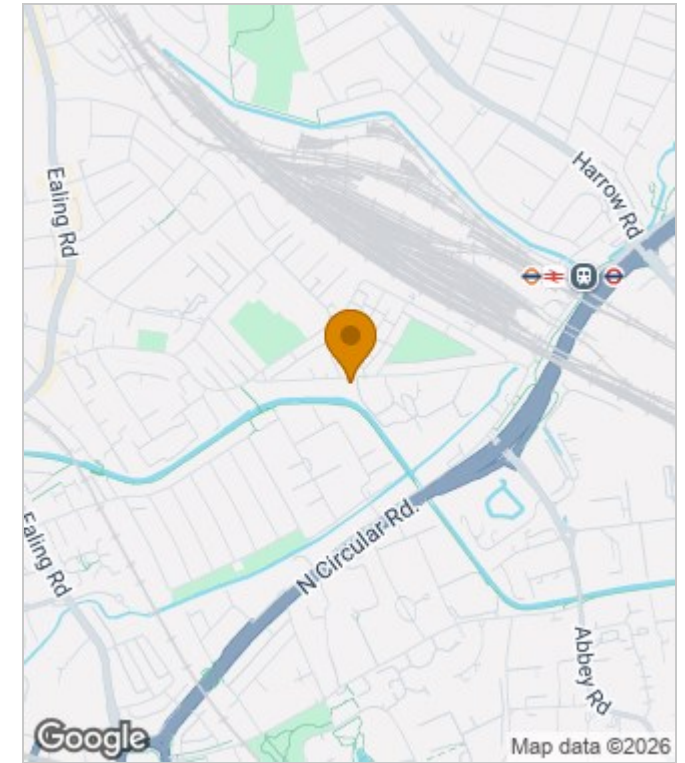 Ealing Rd
Harrow Rd
N Circular Rd.
Ealing Rd
Abbey Rd
Google
Map data ©2026